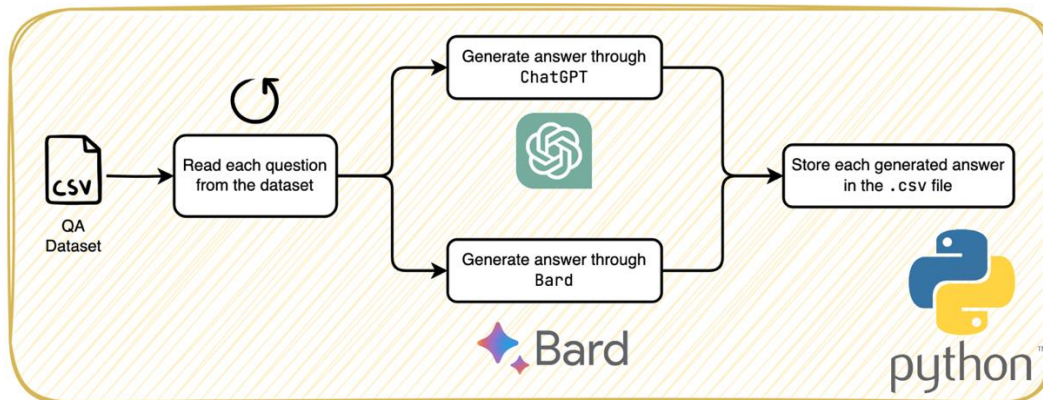 CSV
QA
Dataset
Read each question
from the dataset
Generate answer through
ChatGPT
Generate answer through
Bard
Bard
Store each generated answer
in the .csv file
python™